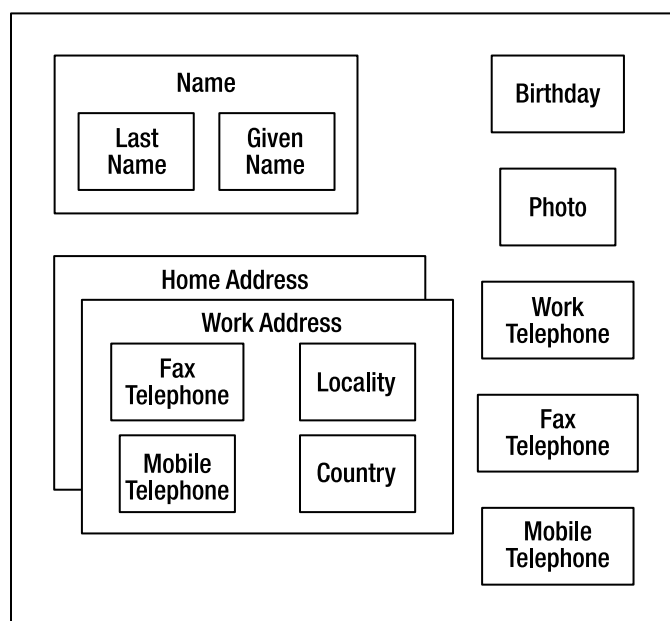 Name
Last
Name
Given
Name
Home Address
Work Address
Fax
Telephone
Locality
Mobile
Telephone
Country
Birthday
Photo
Work
Telephone
Fax
Telephone
Mobile
Telephone